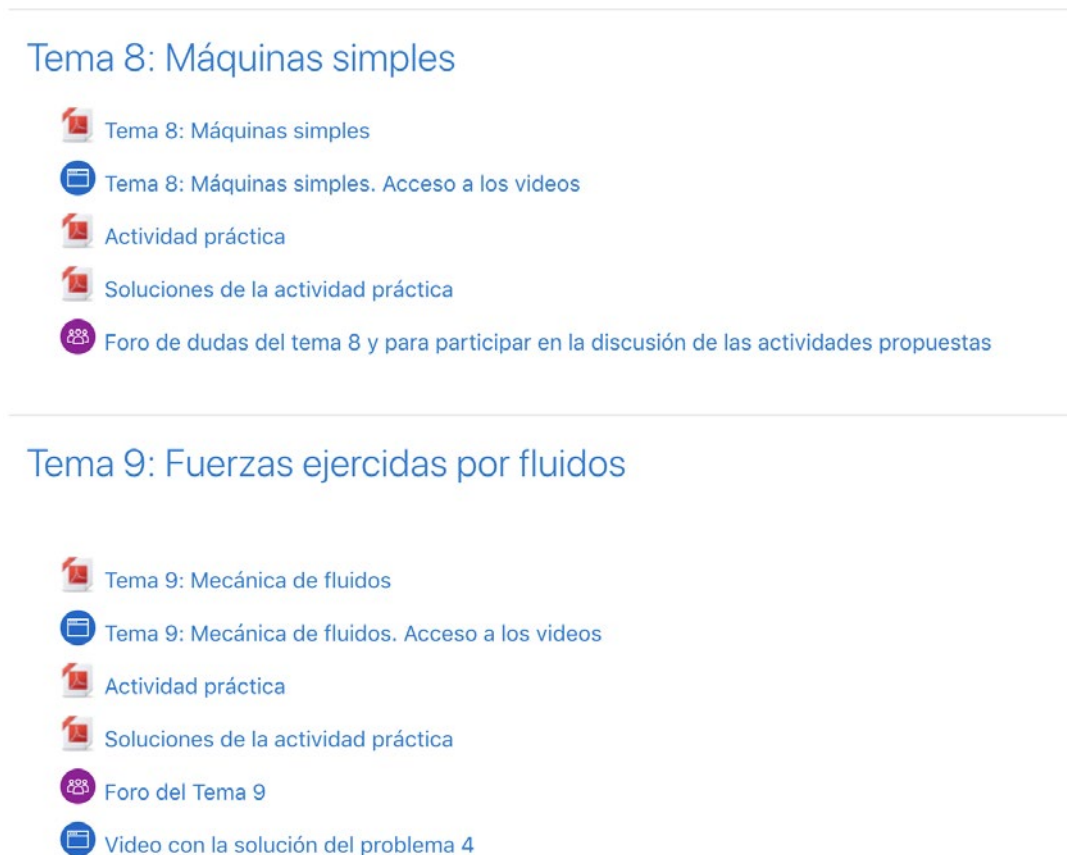 Tema 8: Máquinas simples
Tema 8: Máquinas simples
Tema 8: Máquinas simples. Acceso a los videos
Actividad práctica
Soluciones de la actividad práctica
Foro de dudas del tema 8 y para participar en la discusión de las actividades propuestas
Tema 9: Fuerzas ejercidas por fluidos
Tema 9: Mecánica de fluidos
Tema 9: Mecánica de fluidos. Acceso a los videos
Actividad práctica
Soluciones de la actividad práctica
Foro del Tema 9
Video con la solución del problema 4